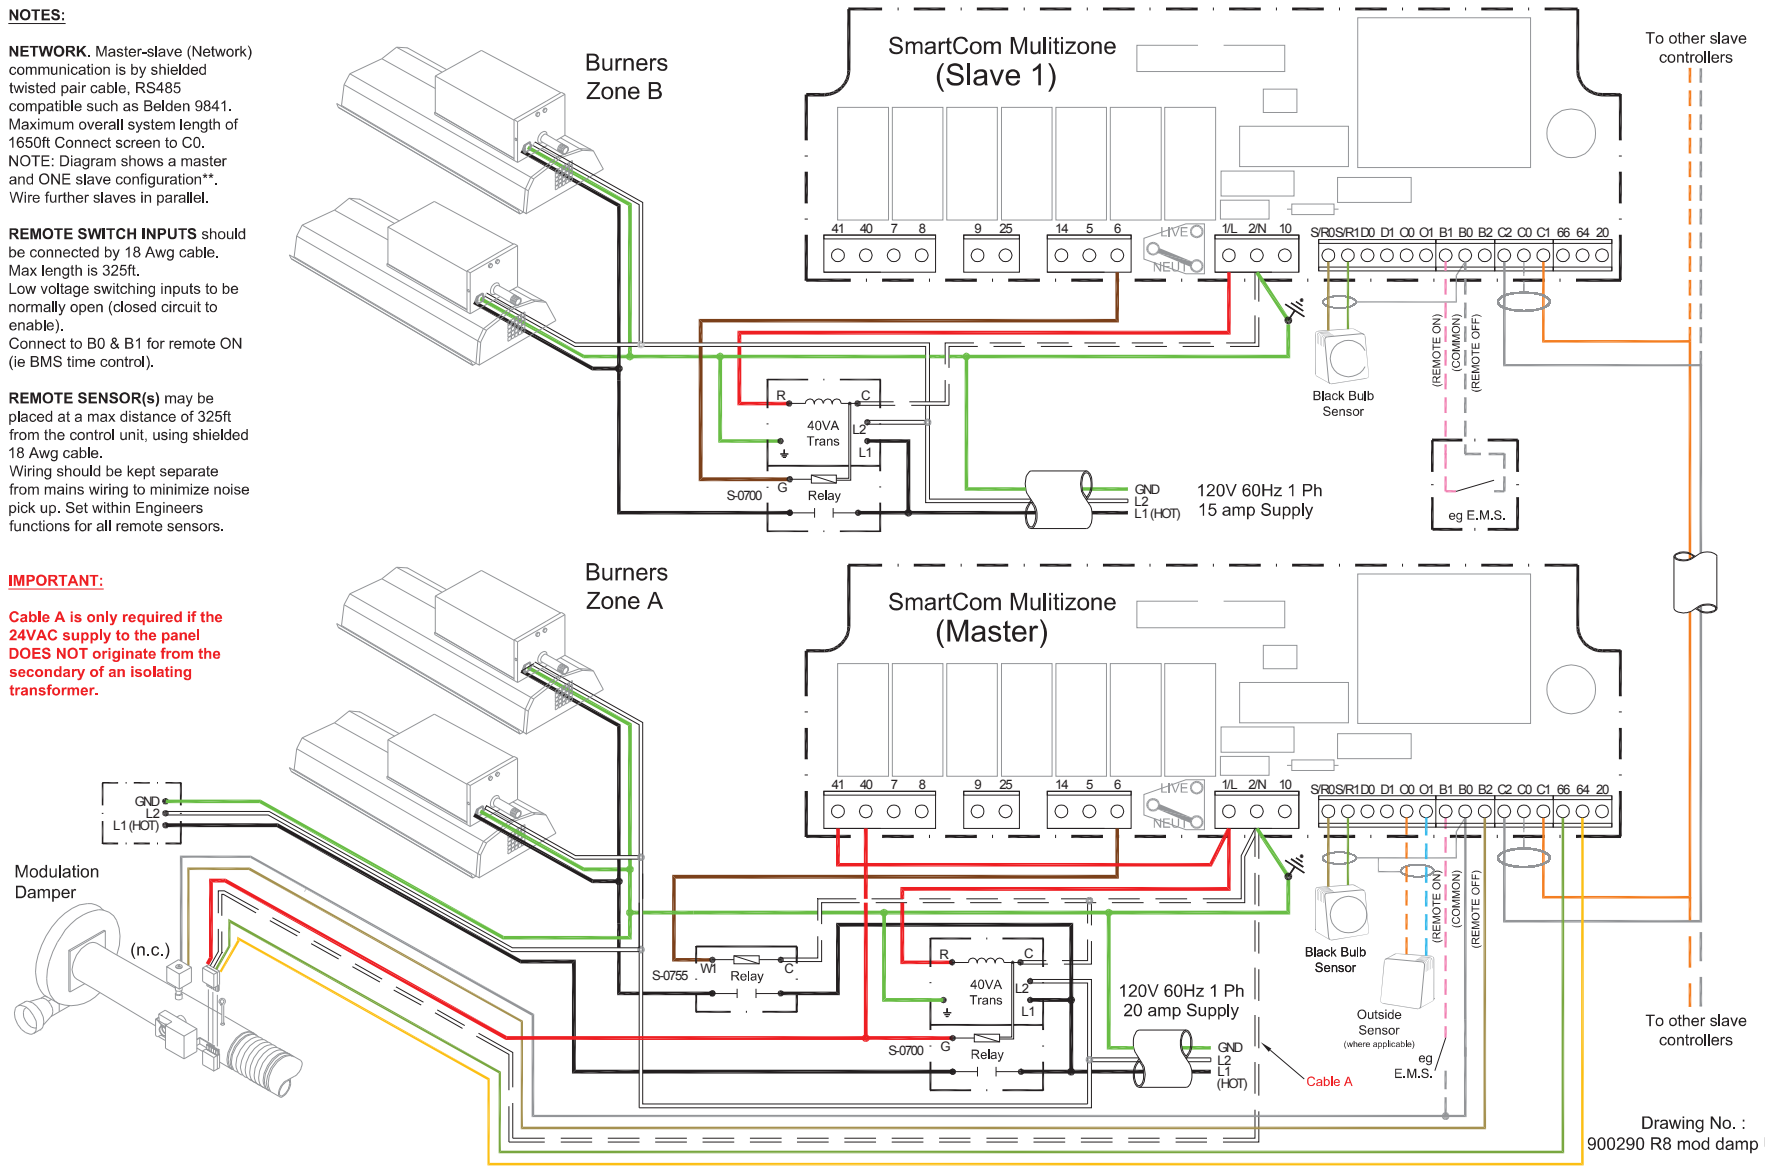 NOTES:
NETWORK. Master-slave (Network)
communication is by shielded
twisted pair cable, RS485
compatible such as Belden 9841.
Maximum overall system length of
1650ft Connect screen to C0.
NOTE: Diagram shows a master
and ONE slave configuration**.
Wire further slaves in parallel.
REMOTE SWITCH INPUTS should
be connected by 18 Awg cable.
Max length is 325ft.
Low voltage switching inputs to be
normally open (closed circuit to
enable).
Connect to B0 & B1 for remote ON
(ie BMS time control).
REMOTE SENSOR(s) may be
placed at a max distance of 325ft
from the control unit, using shielded
18 Awg cable.
Wiring should be kept separate
from mains wiring to minimize noise
pick up. Set within Engineers
functions for all remote sensors.
IMPORTANT:
Cable A is only required if the
24VAC supply to the panel
DOES NOT originate from the
secondary of an isolating
transformer.
Burners
Zone B
SmartCom Mulitizone
(Slave 1)
To other slave
controllers
41 40 7 8 9 25 14 5 6 LIVE NEUT 1/L 2/N 10
S/R0 S/R1 D0 D1 O0 O1 B1 B0 B2 C2 C0 C1 66 64 20
(REMOTE ON)
(COMMON)
(REMOTE OFF)
Black Bulb
Sensor
R C
40VA
Trans
L2
L1
S-0700 G Relay
GND
L2
L1 (HOT)
120V 60Hz 1 Ph
15 amp Supply
eg E.M.S.
Burners
Zone A
SmartCom Mulitizone
(Master)
41 40 7 8 9 25 14 5 6 LIVE NEUT 1/L 2/N 10
S/R0 S/R1 D0 D1 O0 O1 B1 B0 B2 C2 C0 C1 66 64 20
GND
L2
L1 (HOT)
Modulation
Damper
(n.c.)
S-0755 W1 Relay C
R C
40VA
Trans
L2
L1
S-0700 G Relay
120V 60Hz 1 Ph
20 amp Supply
GND
L2
L1
(HOT)
Cable A
(REMOTE ON)
(COMMON)
(REMOTE OFF)
Black Bulb
Sensor
Outside
Sensor
(where applicable)
eg
E.M.S.
To other slave
controllers
Drawing No. :
900290 R8 mod damp